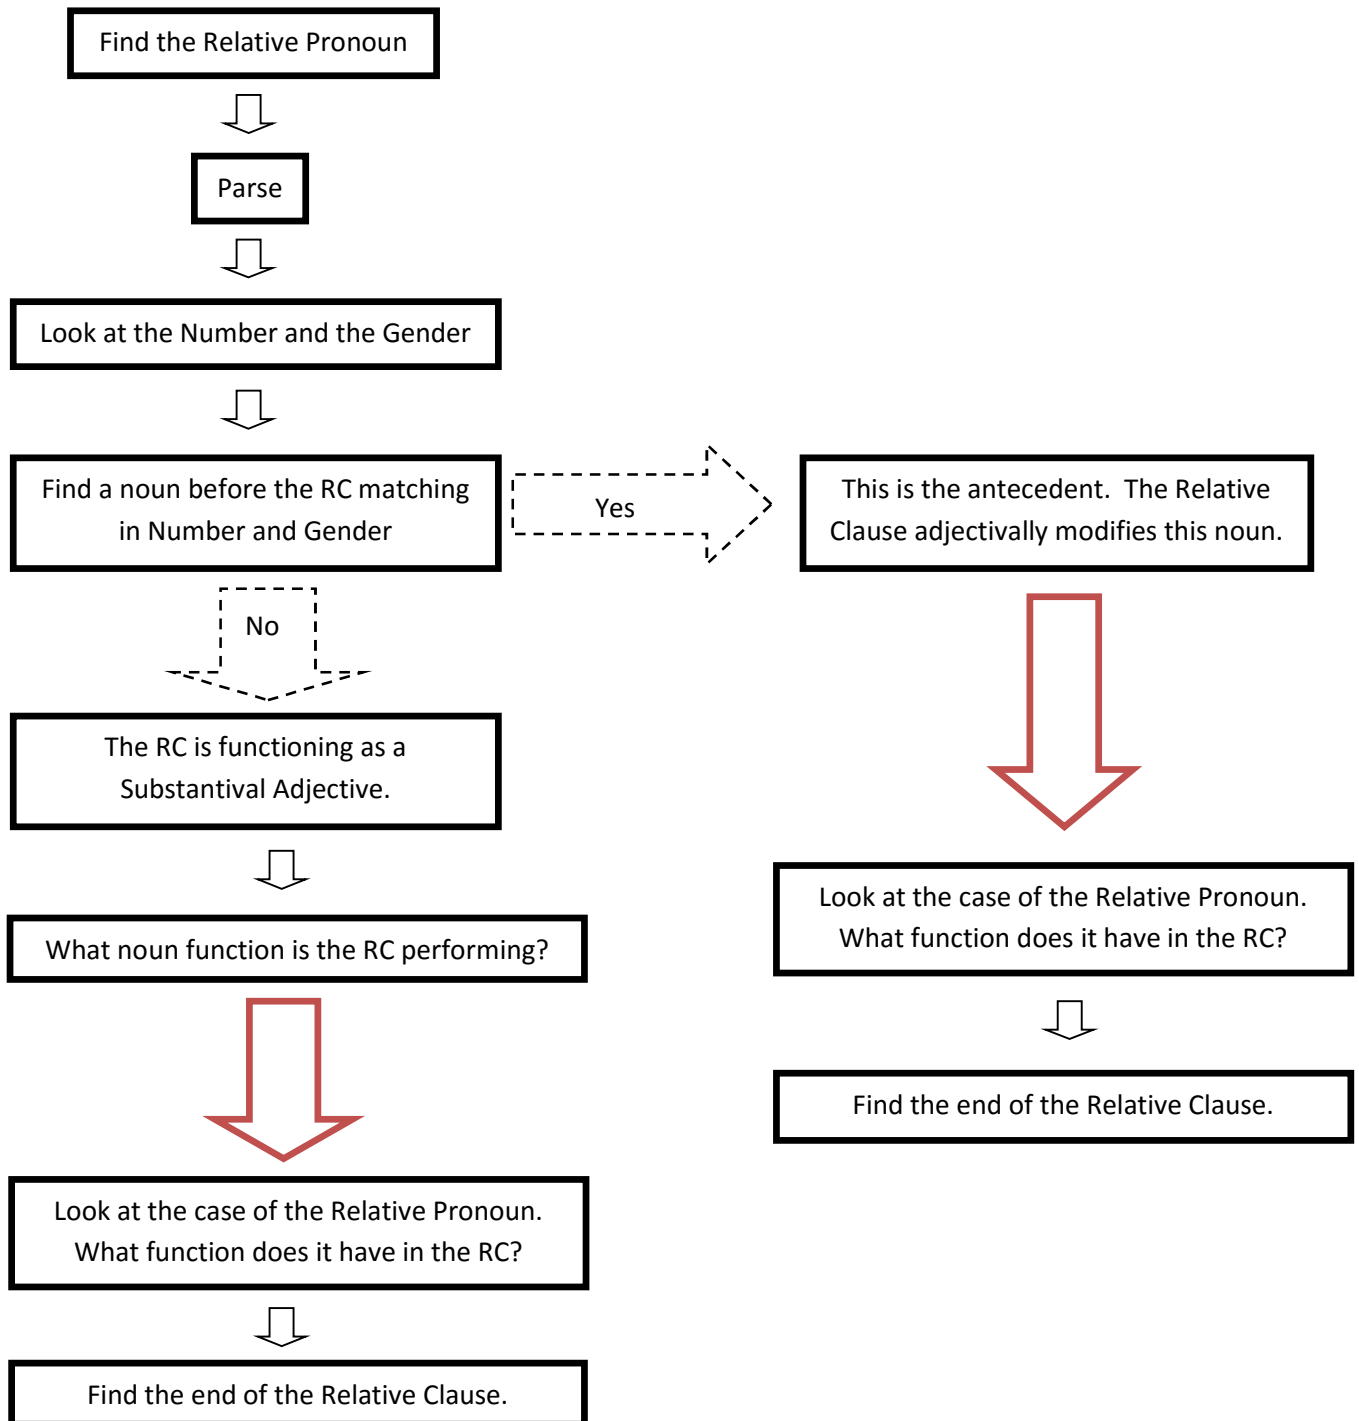 Find the Relative Pronoun
Parse
Look at the Number and the Gender
Find a noun before the RC matching
in Number and Gender
Yes
This is the antecedent.  The Relative
Clause adjectivally modifies this noun.
No
The RC is functioning as a
Substantival Adjective.
What noun function is the RC performing?
Look at the case of the Relative Pronoun.
What function does it have in the RC?
Find the end of the Relative Clause.
Look at the case of the Relative Pronoun.
What function does it have in the RC?
Find the end of the Relative Clause.